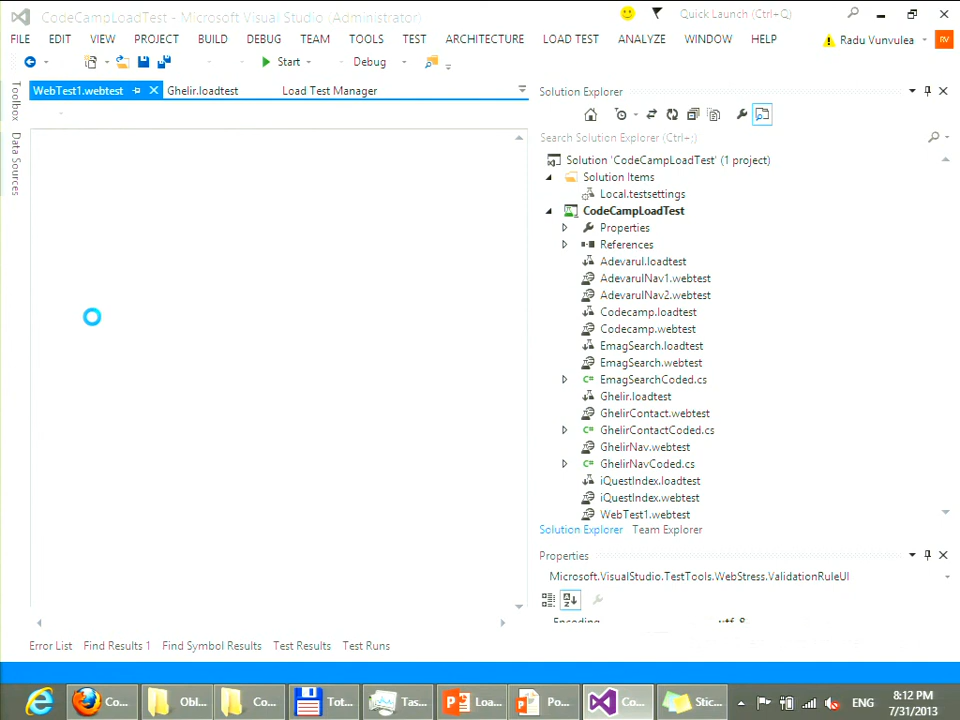 CodeCampLoadTest - Microsoft Visual Studio (Administrator)
Quick Launch (Ctrl+Q)
FILE EDIT VIEW PROJECT BUILD DEBUG TEAM TOOLS TEST ARCHITECTURE LOAD TEST ANALYZE WINDOW HELP
Radu Vunvulea RV
Start Debug
WebTest1.webtest Ghelir.loadtest Load Test Manager
Toolbox
Data Sources
Solution Explorer
Search Solution Explorer (Ctrl+;)
Solution 'CodeCampLoadTest' (1 project)
Solution Items
Local.testsettings
CodeCampLoadTest
Properties
References
Adevarul.loadtest
AdevarulNav1.webtest
AdevarulNav2.webtest
Codecamp.loadtest
Codecamp.webtest
EmagSearch.loadtest
EmagSearch.webtest
C# EmagSearchCoded.cs
Ghelir.loadtest
GhelirContact.webtest
C# GhelirContactCoded.cs
GhelirNav.webtest
C# GhelirNavCoded.cs
iQuestIndex.loadtest
iQuestIndex.webtest
WebTest1.webtest
Solution Explorer Team Explorer
Properties
Microsoft.VisualStudio.TestTools.WebStress.ValidationRuleUI
Encoding utf-8
Error List Find Results 1 Find Symbol Results Test Results Test Runs
Co... Obl... Co... Tot... Tas... Loa... Po... Co... Stic...
ENG
8:12 PM
7/31/2013